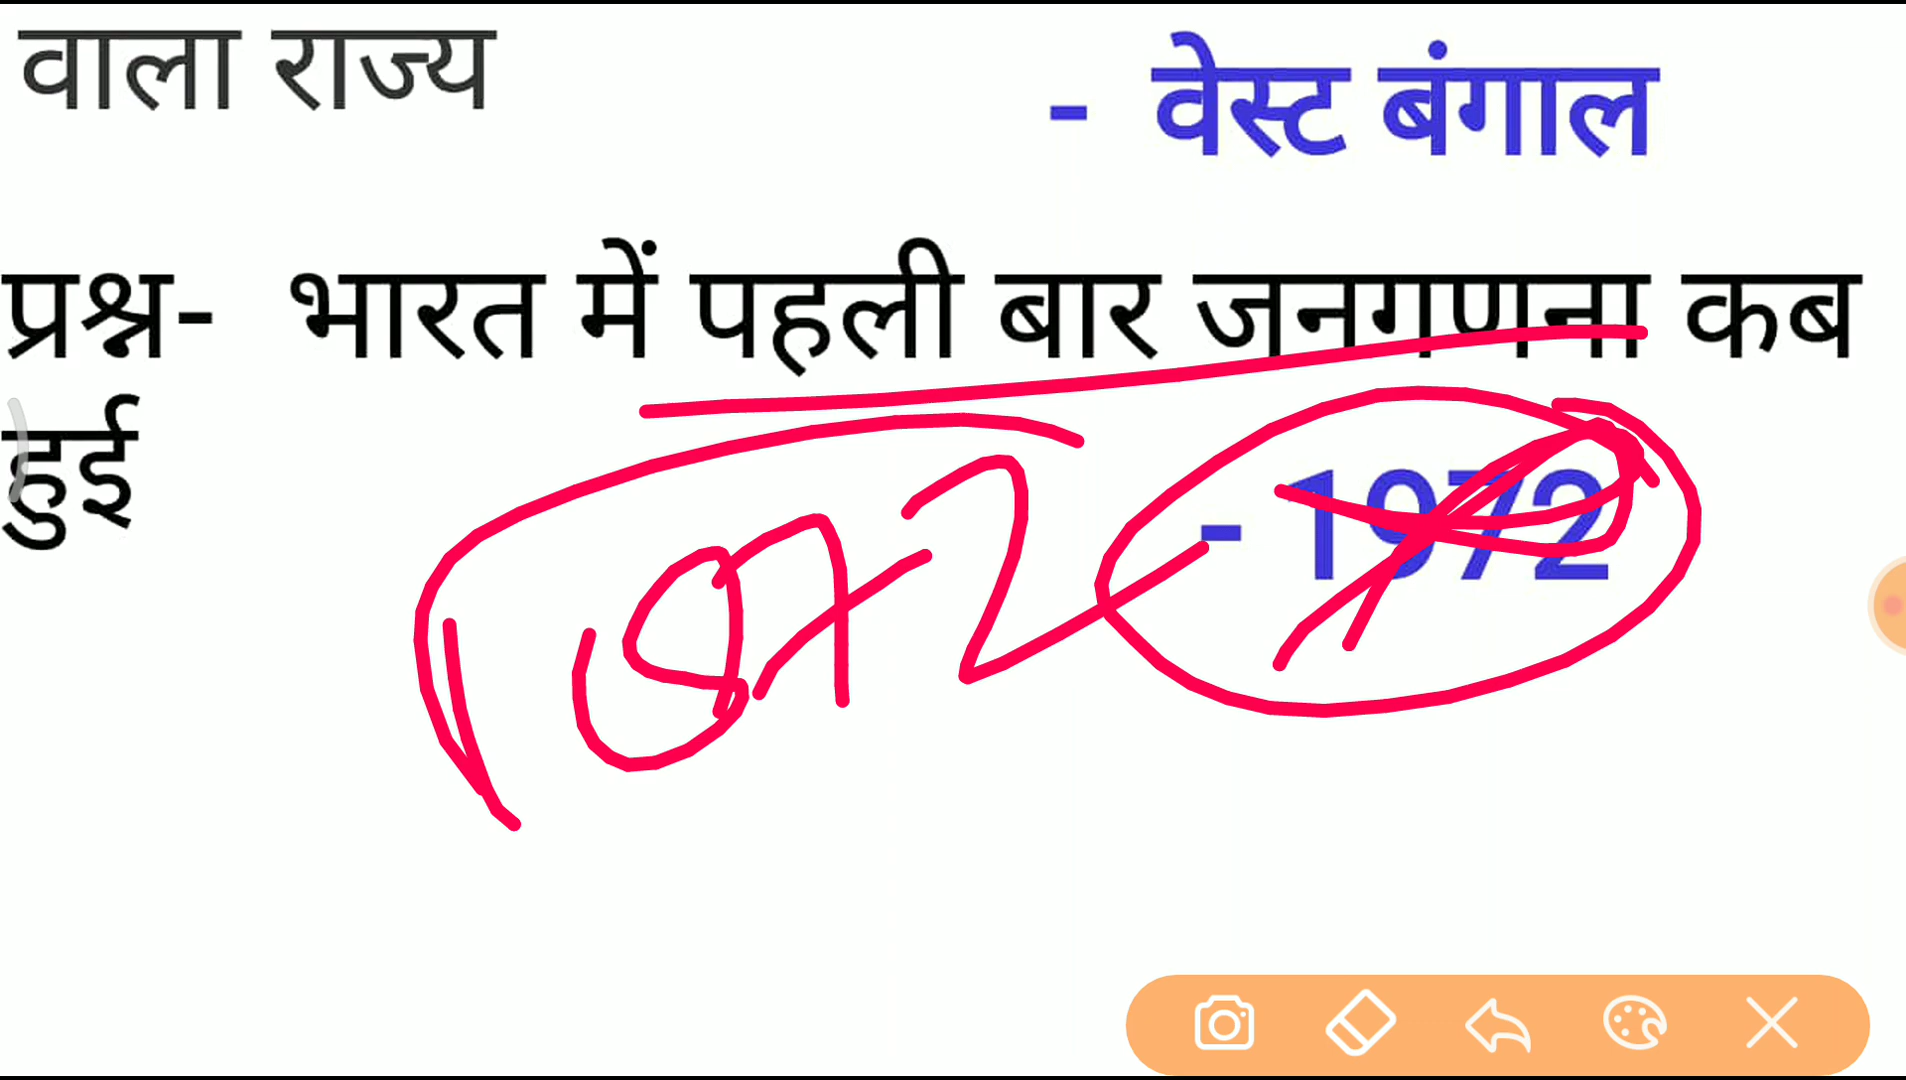 वाला राज्य
- वेस्ट बंगाल
प्रश्न- भारत में पहली बार जनगणना कब
हुई
- 1972
1872